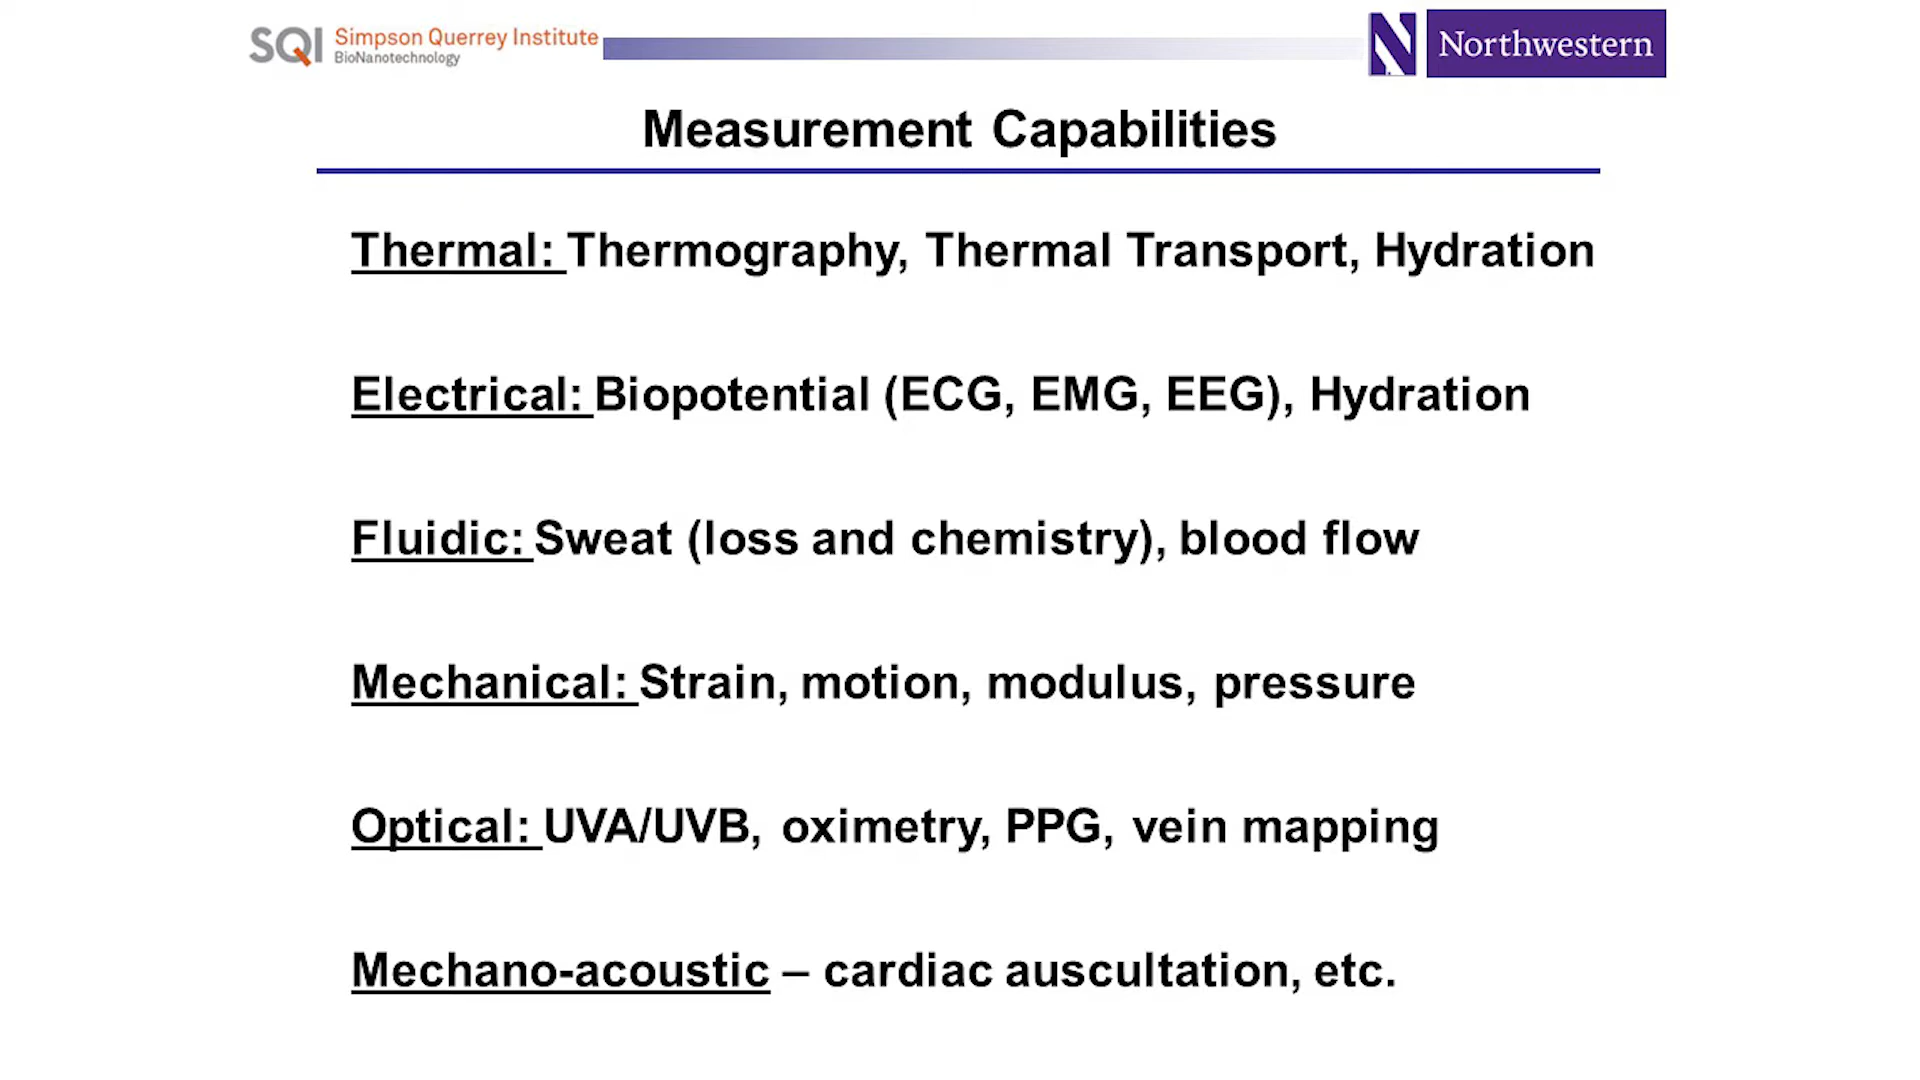 SQI Simpson Querrey Institute
BioNanotechnology
N Northwestern
Measurement Capabilities
Thermal: Thermography, Thermal Transport, Hydration
Electrical: Biopotential (ECG, EMG, EEG), Hydration
Fluidic: Sweat (loss and chemistry), blood flow
Mechanical: Strain, motion, modulus, pressure
Optical: UVA/UVB, oximetry, PPG, vein mapping
Mechano-acoustic – cardiac auscultation, etc.